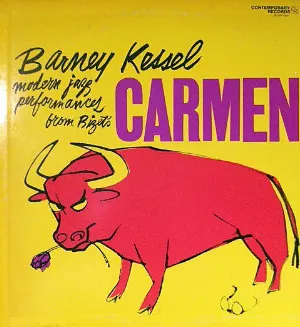 CONTEMPORARY
RECORDS
Barney Kessel
modern jazz
performances
from Bizet's
CARMEN